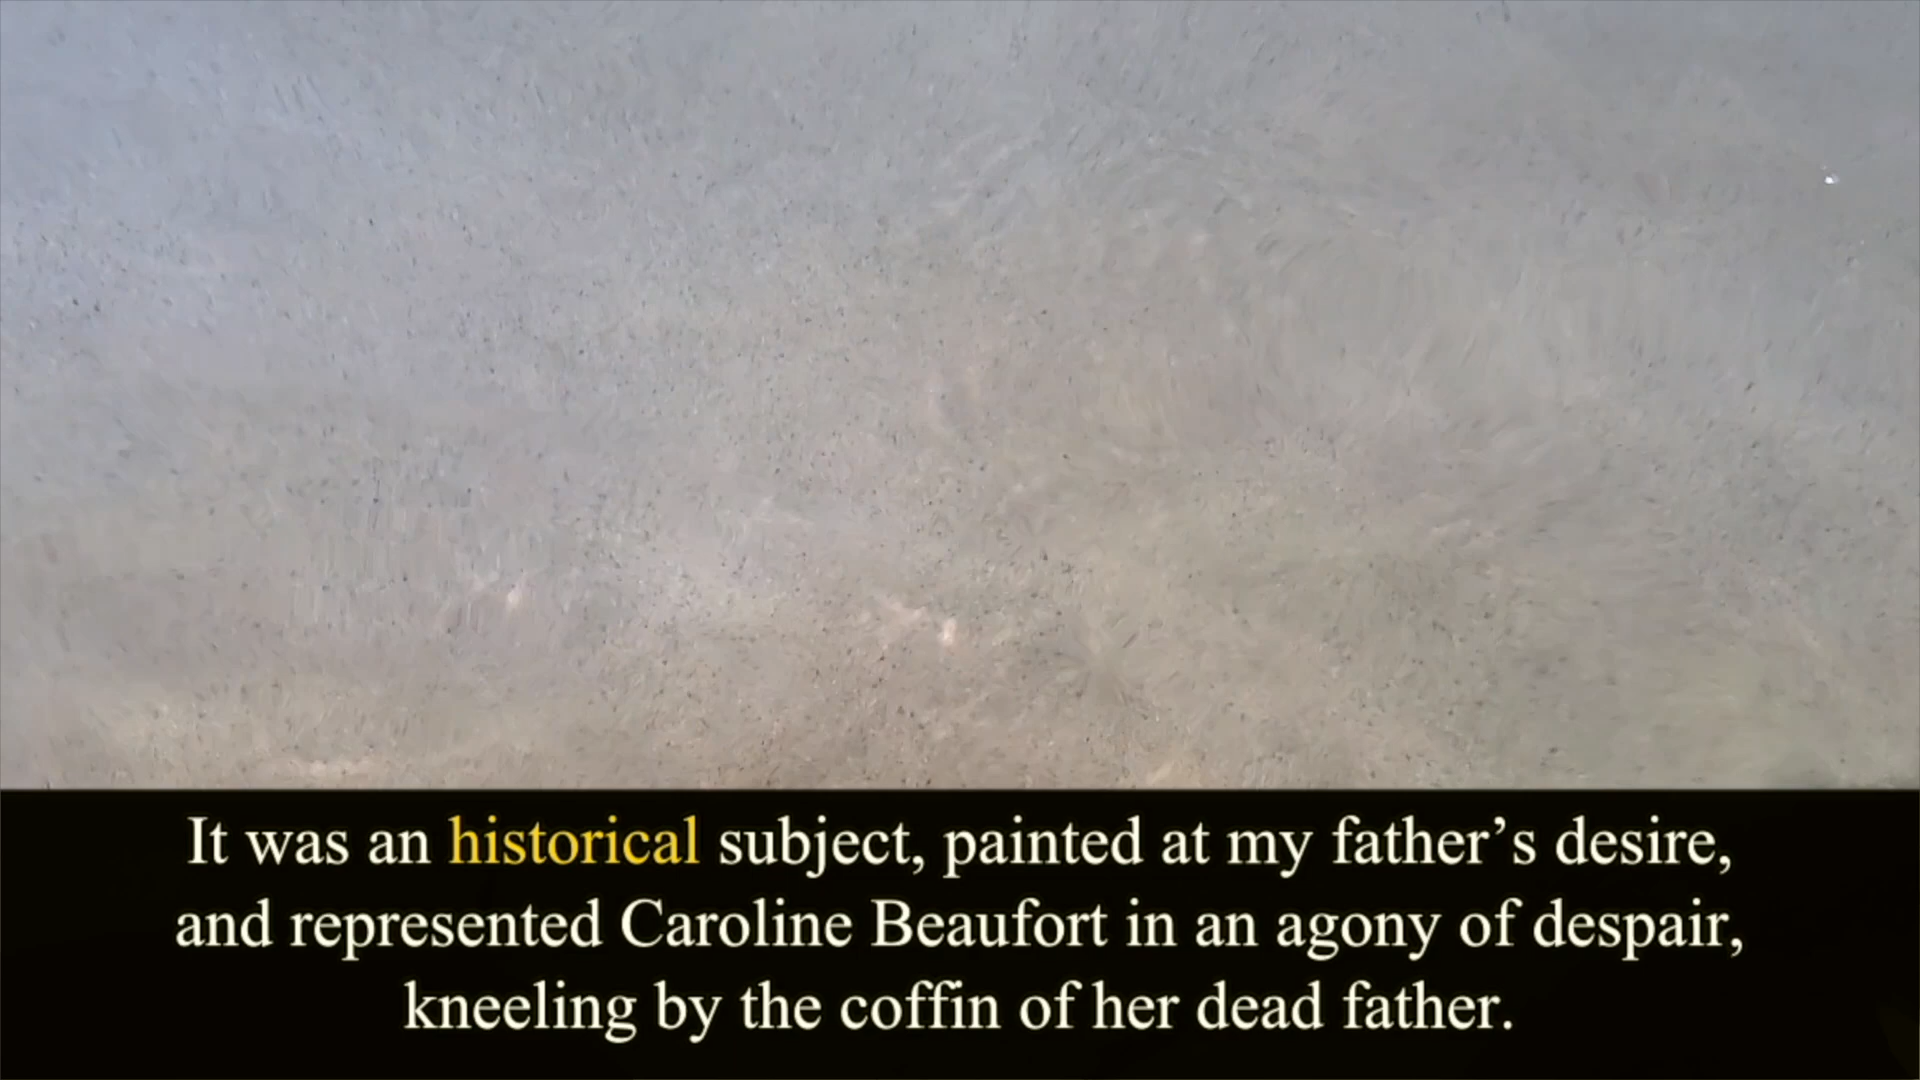 It was an historical subject, painted at my father’s desire,
and represented Caroline Beaufort in an agony of despair,
kneeling by the coffin of her dead father.